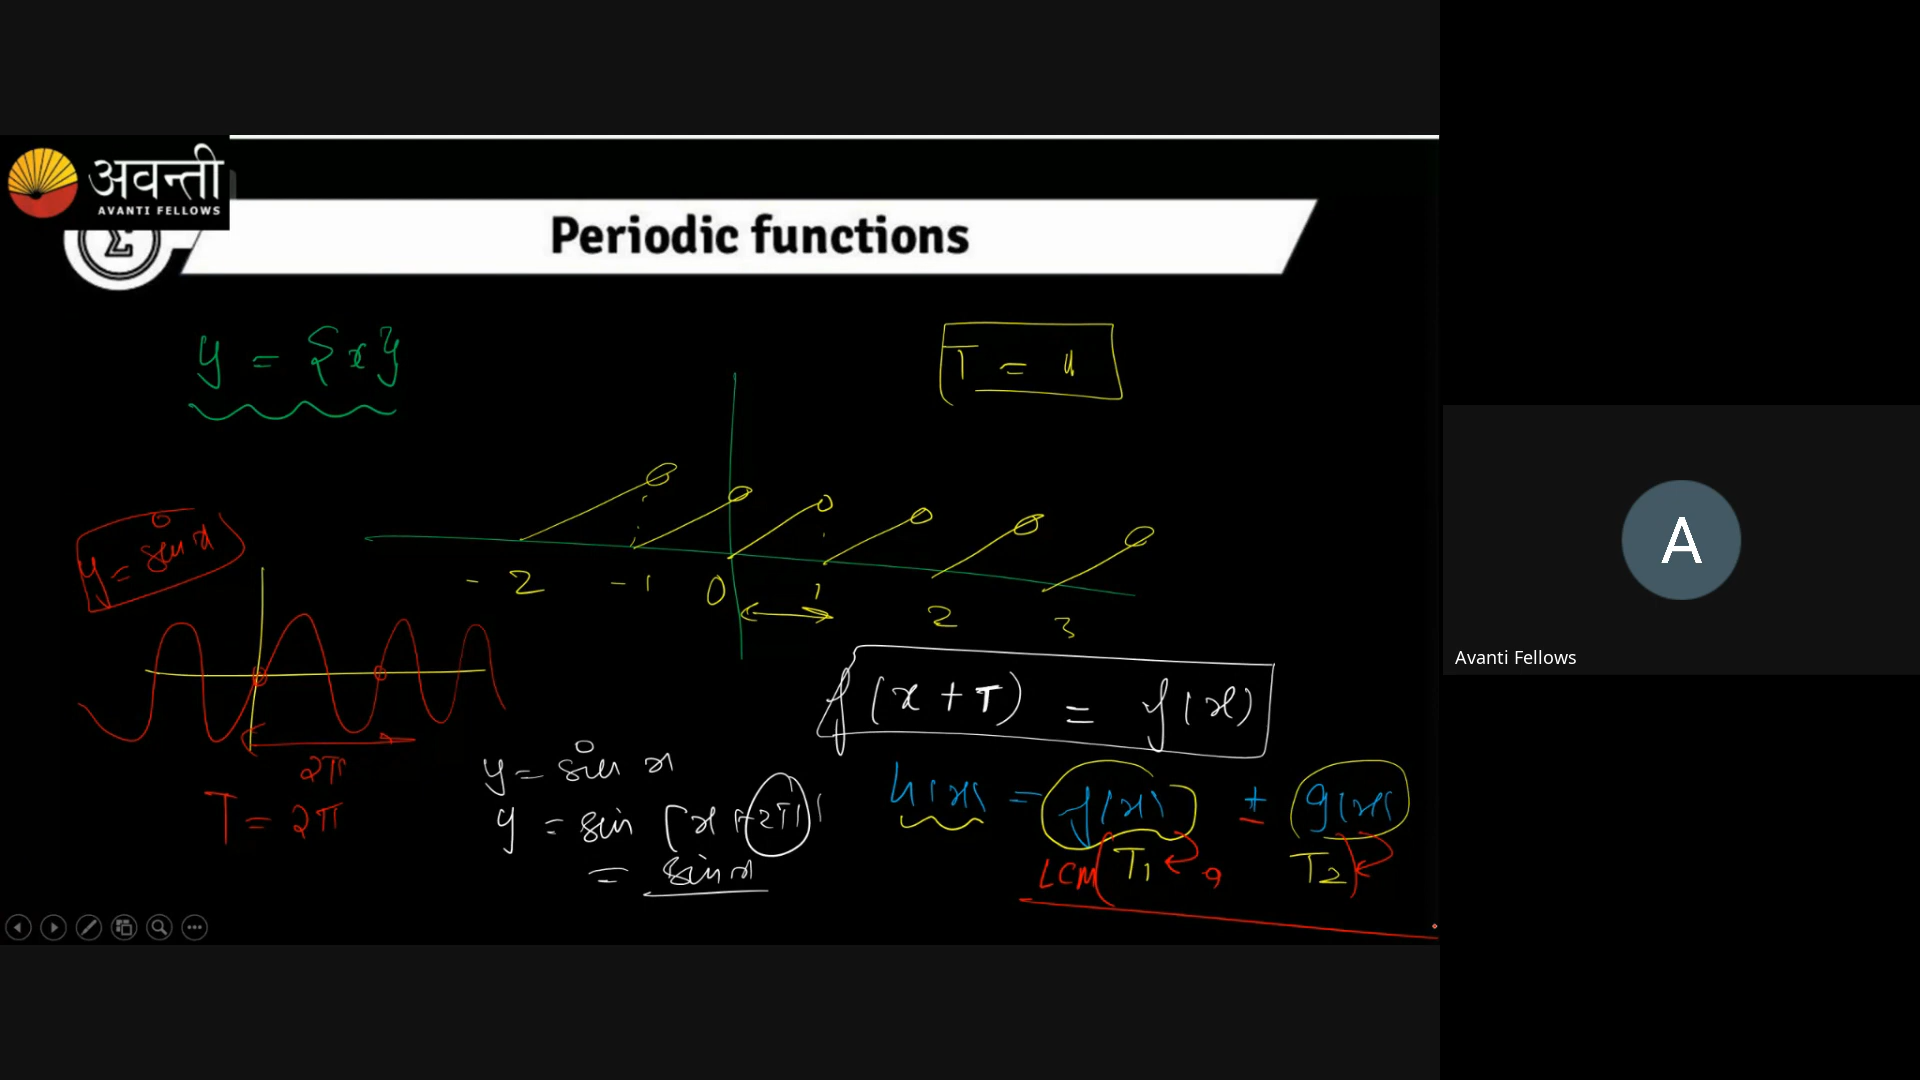 अवन्ती
AVANTI FELLOWS
Σ
Periodic functions
y = {x}
T = 1
y = sin x
-2 -1 0 1 2 3
f(x+T) = f(x)
2π
T = 2π
y = sin x
y = sin [x+2π]
= sin x
h(x) = f(x) ± g(x)
LCM( T1 , T2 )
A
Avanti Fellows